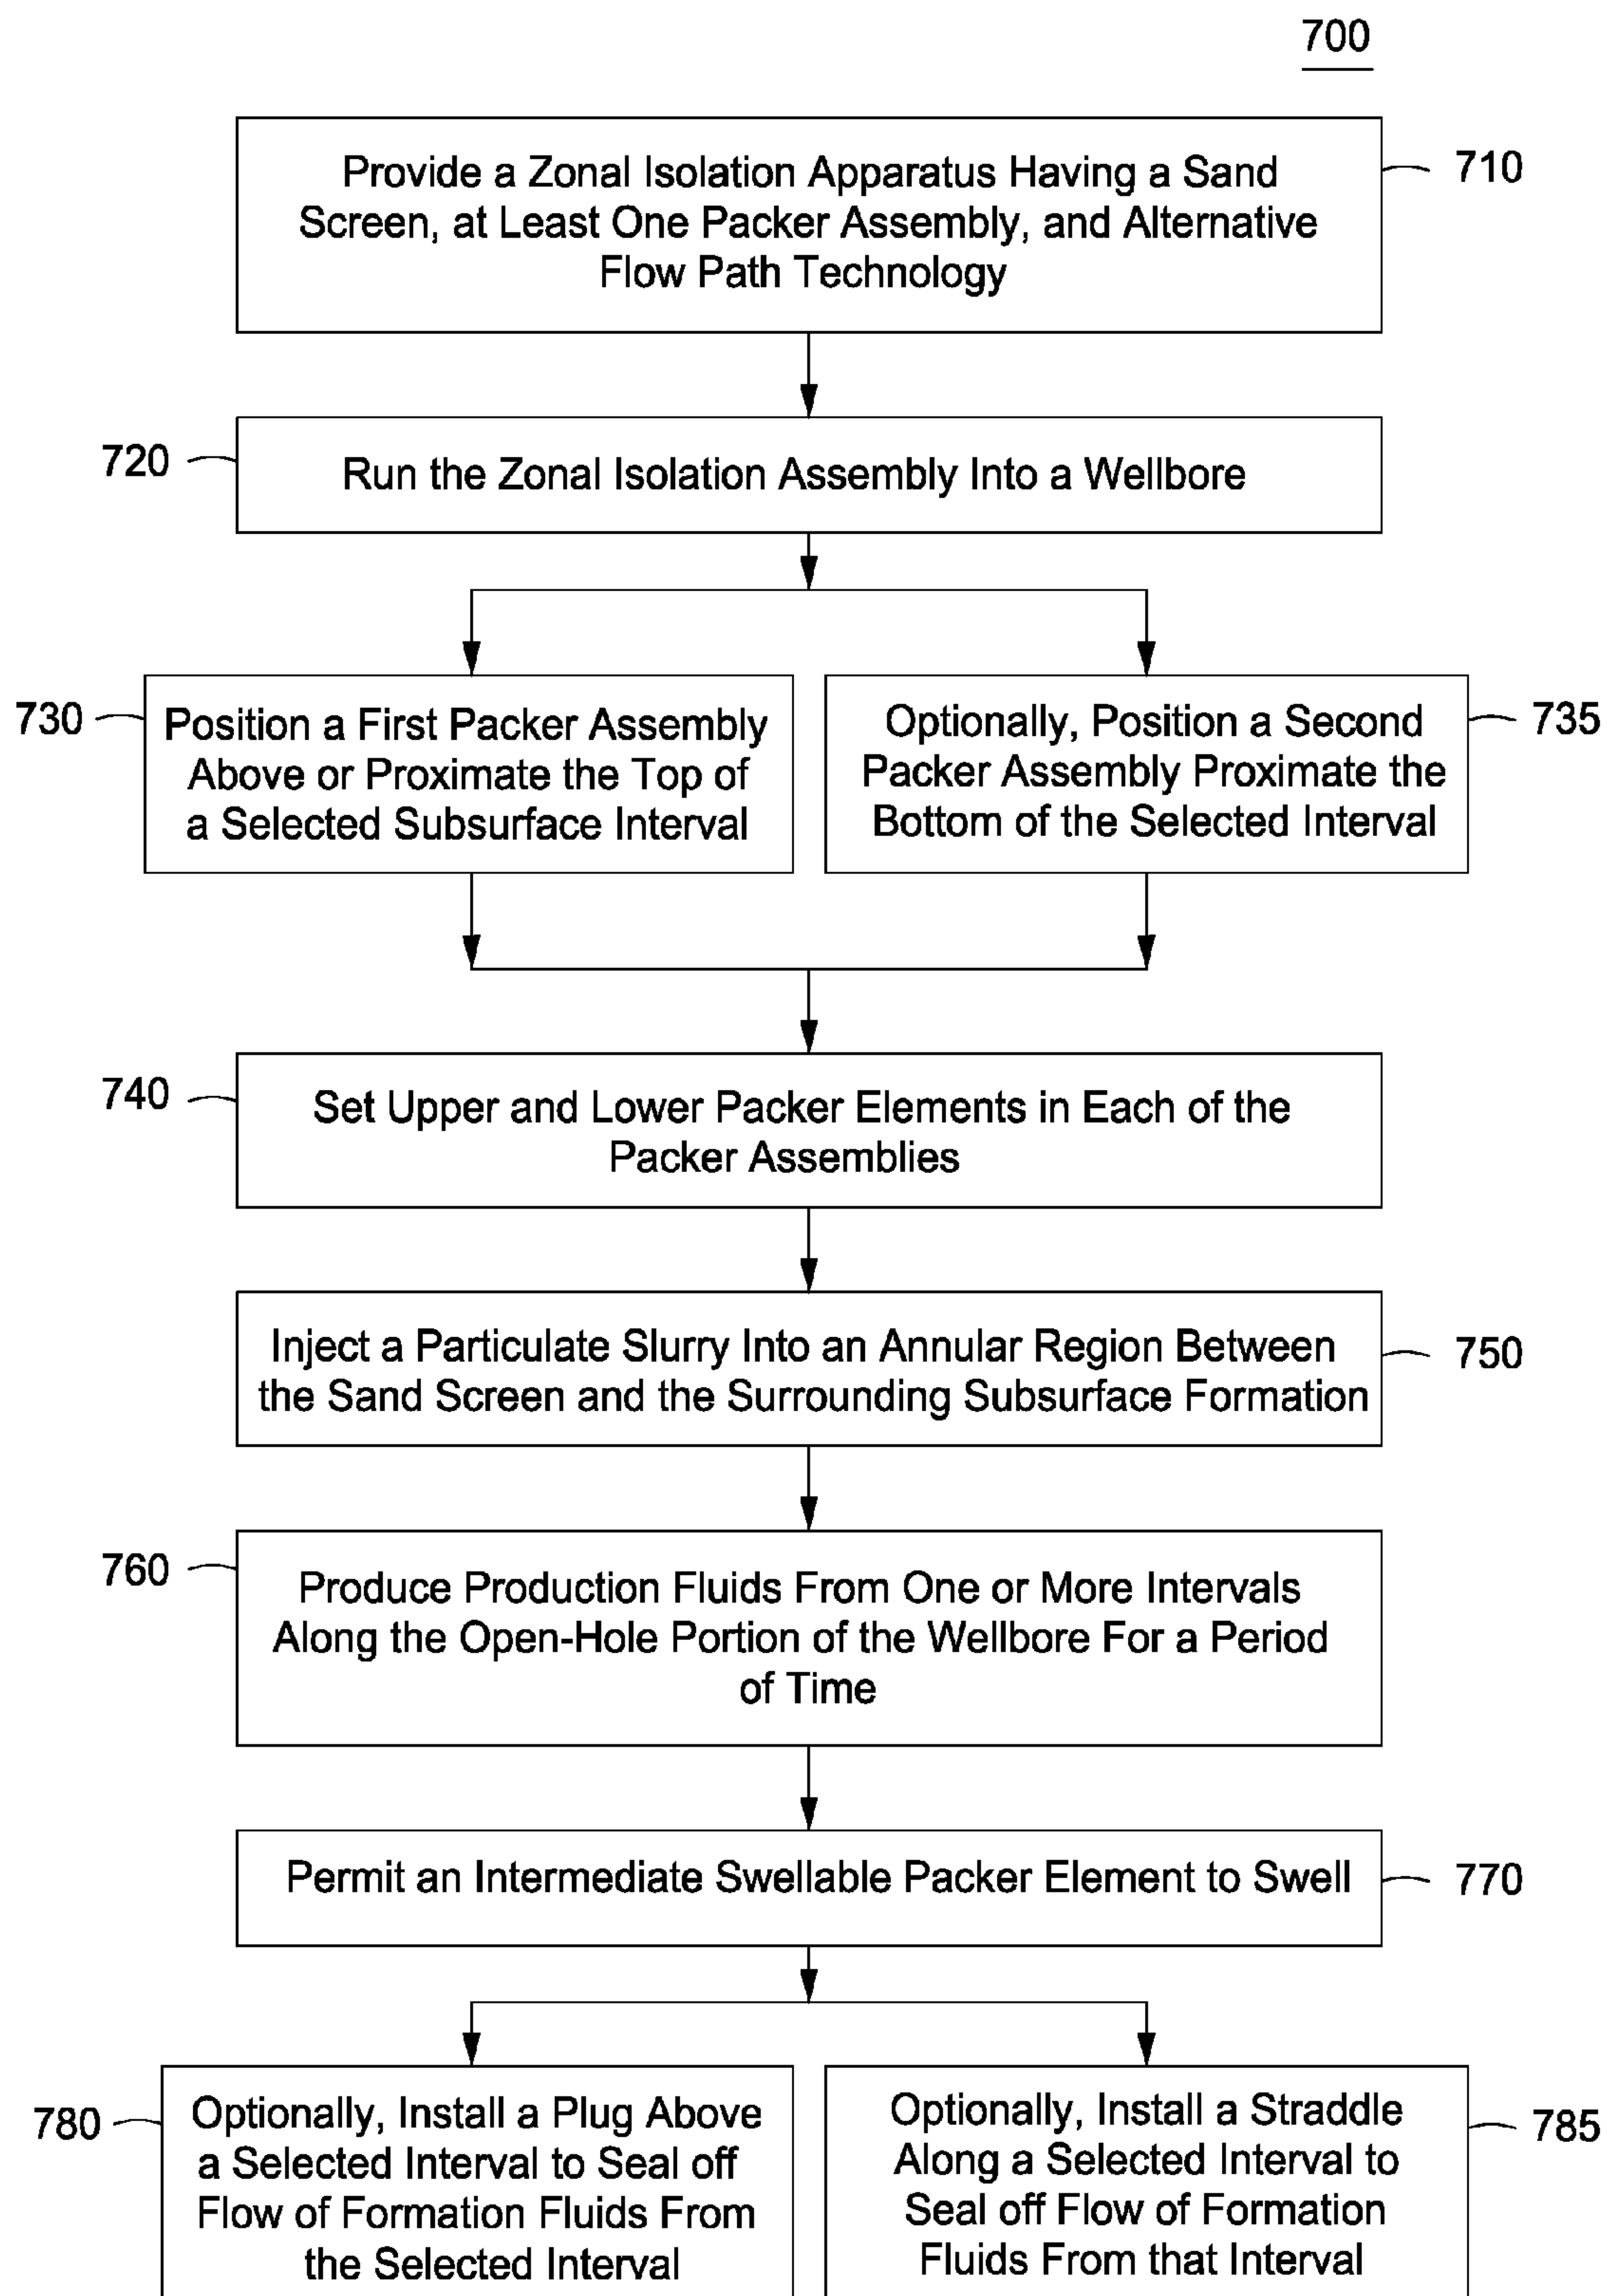 700
Provide a Zonal Isolation Apparatus Having a Sand
Screen, at Least One Packer Assembly, and Alternative
Flow Path Technology
710
720
Run the Zonal Isolation Assembly Into a Wellbore
730
Position a First Packer Assembly
Above or Proximate the Top of
a Selected Subsurface Interval
Optionally, Position a Second
Packer Assembly Proximate the
Bottom of the Selected Interval
735
740
Set Upper and Lower Packer Elements in Each of the
Packer Assemblies
Inject a Particulate Slurry Into an Annular Region Between
the Sand Screen and the Surrounding Subsurface Formation
750
760
Produce Production Fluids From One or More Intervals
Along the Open-Hole Portion of the Wellbore For a Period
of Time
Permit an Intermediate Swellable Packer Element to Swell
770
780
Optionally, Install a Plug Above
a Selected Interval to Seal off
Flow of Formation Fluids From
the Selected Interval
Optionally, Install a Straddle
Along a Selected Interval to
Seal off Flow of Formation
Fluids From that Interval
785